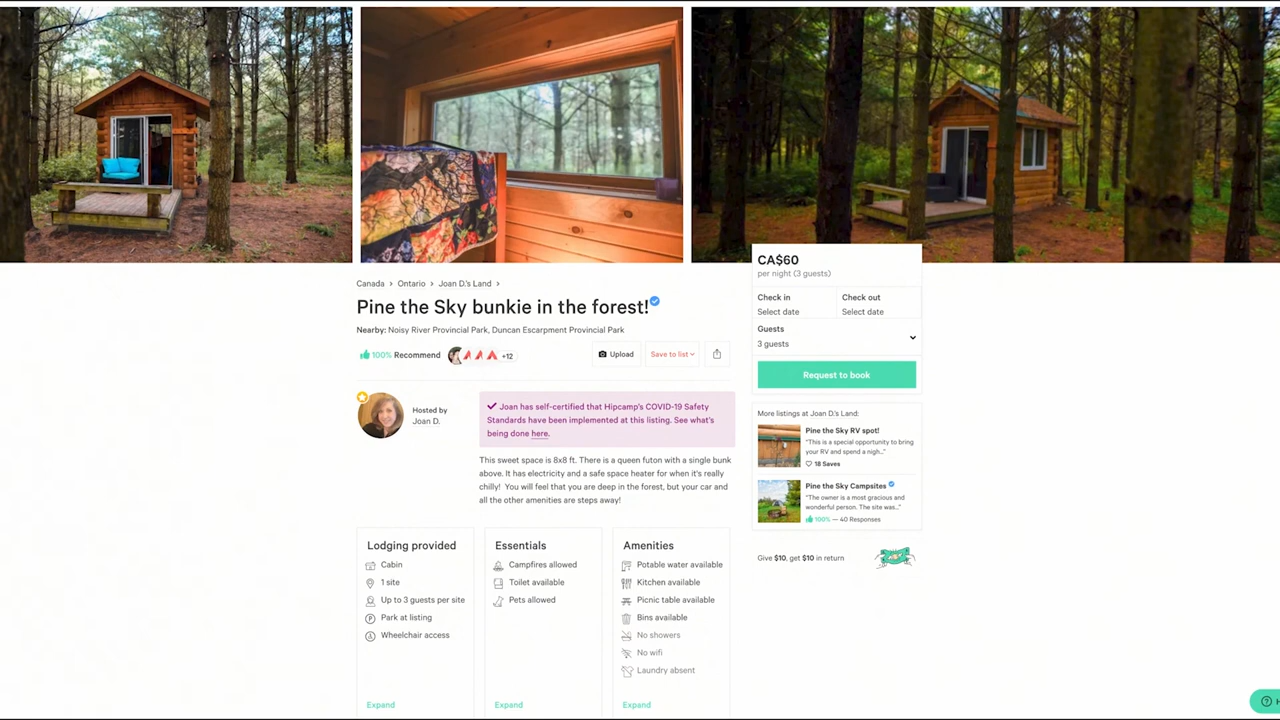 Canada > Ontario > Joan D.'s Land >
Pine the Sky bunkie in the forest!
Nearby: Noisy River Provincial Park, Duncan Escarpment Provincial Park
100% Recommend
+12
Upload
Save to list
Hosted by
Joan D.
Joan has self-certified that Hipcamp's COVID-19 Safety
Standards have been implemented at this listing. See what's
being done here.
This sweet space is 8x8 ft. There is a queen futon with a single bunk
above. It has electricity and a safe space heater for when it's really
chilly! You will feel that you are deep in the forest, but your car and
all the other amenities are steps away!
Lodging provided
Cabin
1 site
Up to 3 guests per site
Park at listing
Wheelchair access
Expand
Essentials
Campfires allowed
Toilet available
Pets allowed
Expand
Amenities
Potable water available
Kitchen available
Picnic table available
Bins available
No showers
No wifi
Laundry absent
Expand
CA$60
per night (3 guests)
Check in
Select date
Check out
Select date
Guests
3 guests
Request to book
More listings at Joan D.'s Land:
Pine the Sky RV spot!
"This is a special opportunity to bring
your RV and spend a nigh..."
18 Saves
Pine the Sky Campsites
"The owner is a most gracious and
wonderful person. The site was..."
100% — 40 Responses
Give $10, get $10 in return